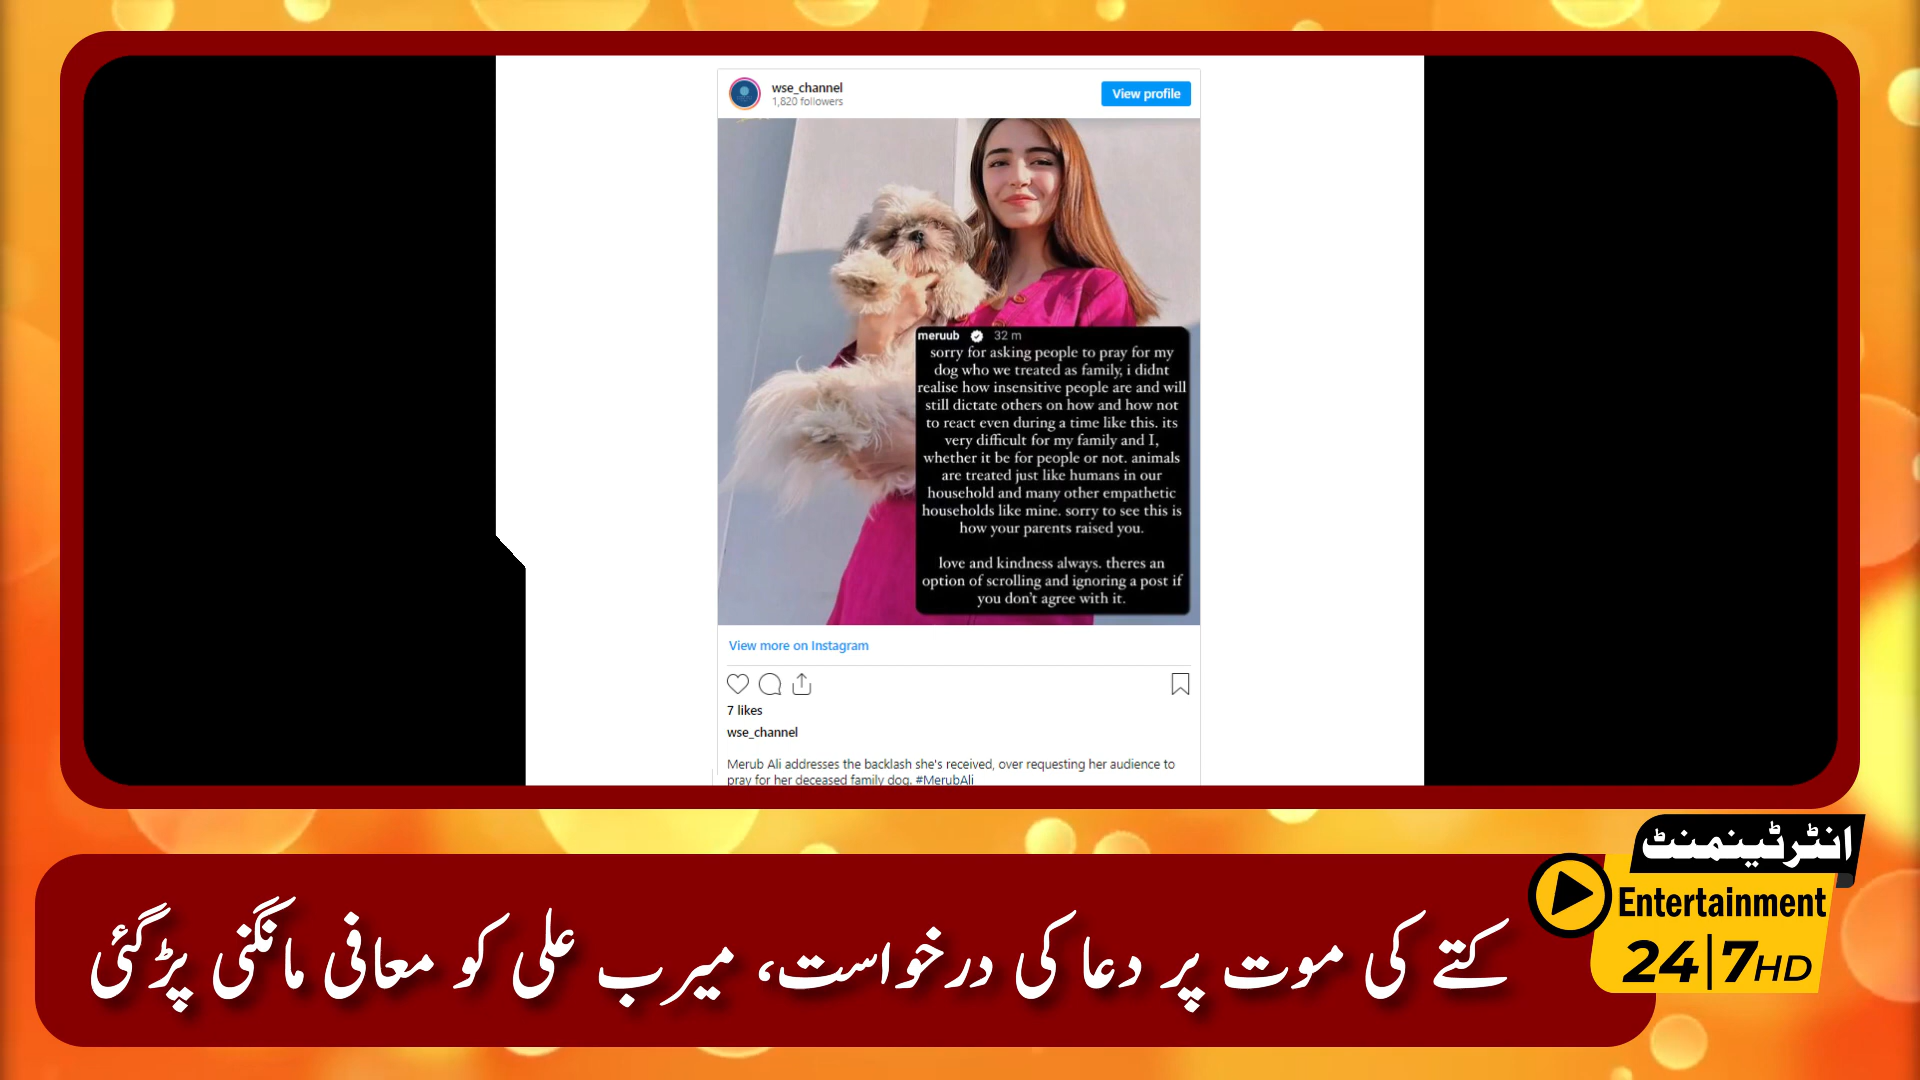 wse_channel
1,820 followers
View profile
meruub 32 m
sorry for asking people to pray for my
dog who we treated as family, i didnt
realise how insensitive people are and will
still dictate others on how and how not
to react even during a time like this. its
very difficult for my family and I,
whether it be for people or not. animals
are treated just like humans in our
household and many other empathetic
households like mine. sorry to see this is
how your parents raised you.
love and kindness always. theres an
option of scrolling and ignoring a post if
you don't agree with it.
View more on Instagram
7 likes
wse_channel
Merub Ali addresses the backlash she's received, over requesting her audience to
pray for her deceased family dog. #MerubAli
انٹرٹینمنٹ
Entertainment
24|7HD
کتے کی موت پر دعا کی درخواست، میرب علی کو معافی مانگنی پڑگئی